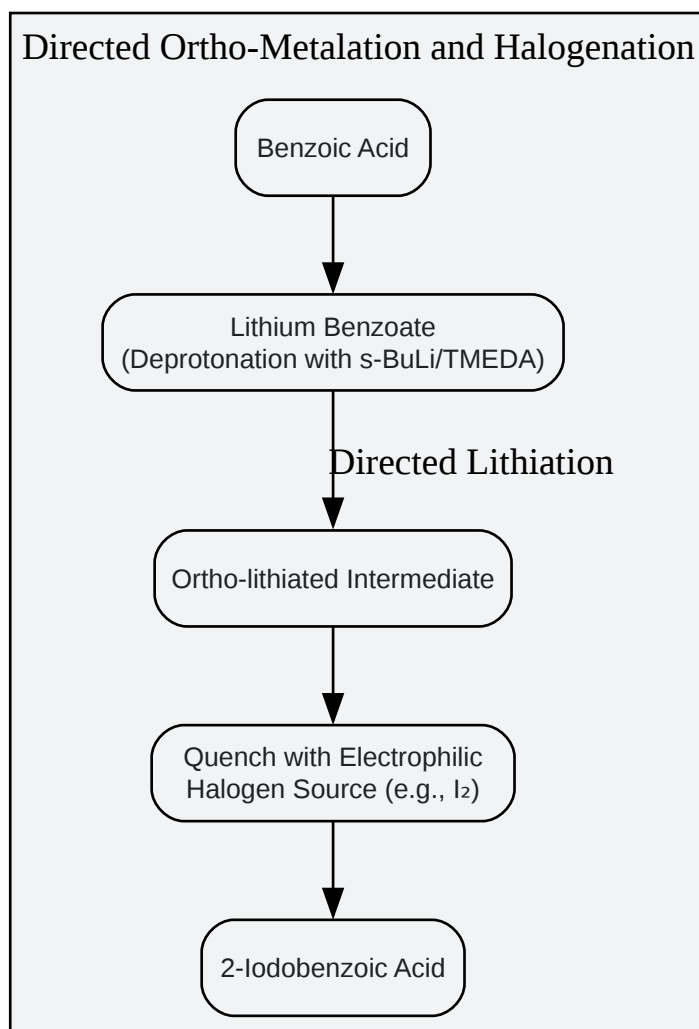 Directed Ortho-Metalation and Halogenation
Benzoic Acid
Lithium Benzoate
(Deprotonation with s-BuLi/TMEDA)
Directed Lithiation
Ortho-lithiated Intermediate
Quench with Electrophilic
Halogen Source (e.g., I₂)
2-Iodobenzoic Acid